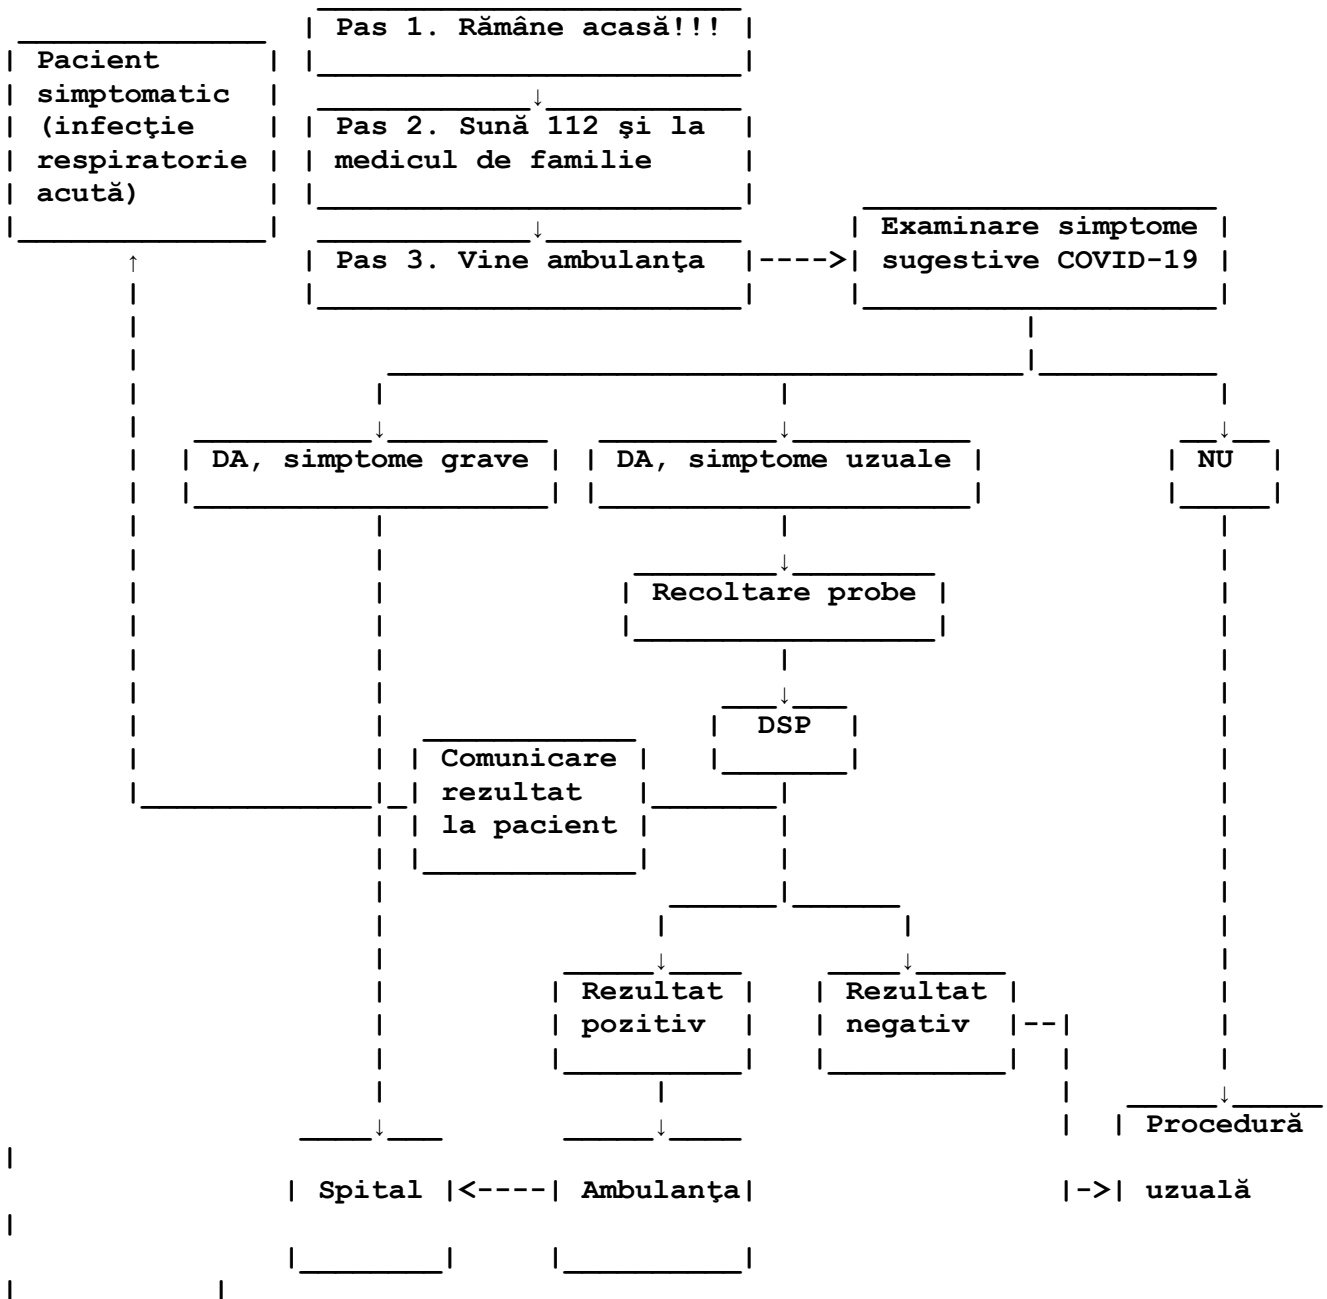 Pas 1. Rămâne acasă!!!
Pacient
simptomatic
(infecţie
respiratorie
acută)
Pas 2. Sună 112 şi la
medicul de familie
Pas 3. Vine ambulanţa
Examinare simptome
sugestive COVID-19
DA, simptome grave
DA, simptome uzuale
NU
Recoltare probe
DSP
Comunicare
rezultat
la pacient
Rezultat
pozitiv
Rezultat
negativ
Spital
Ambulanţa
Procedură
uzuală